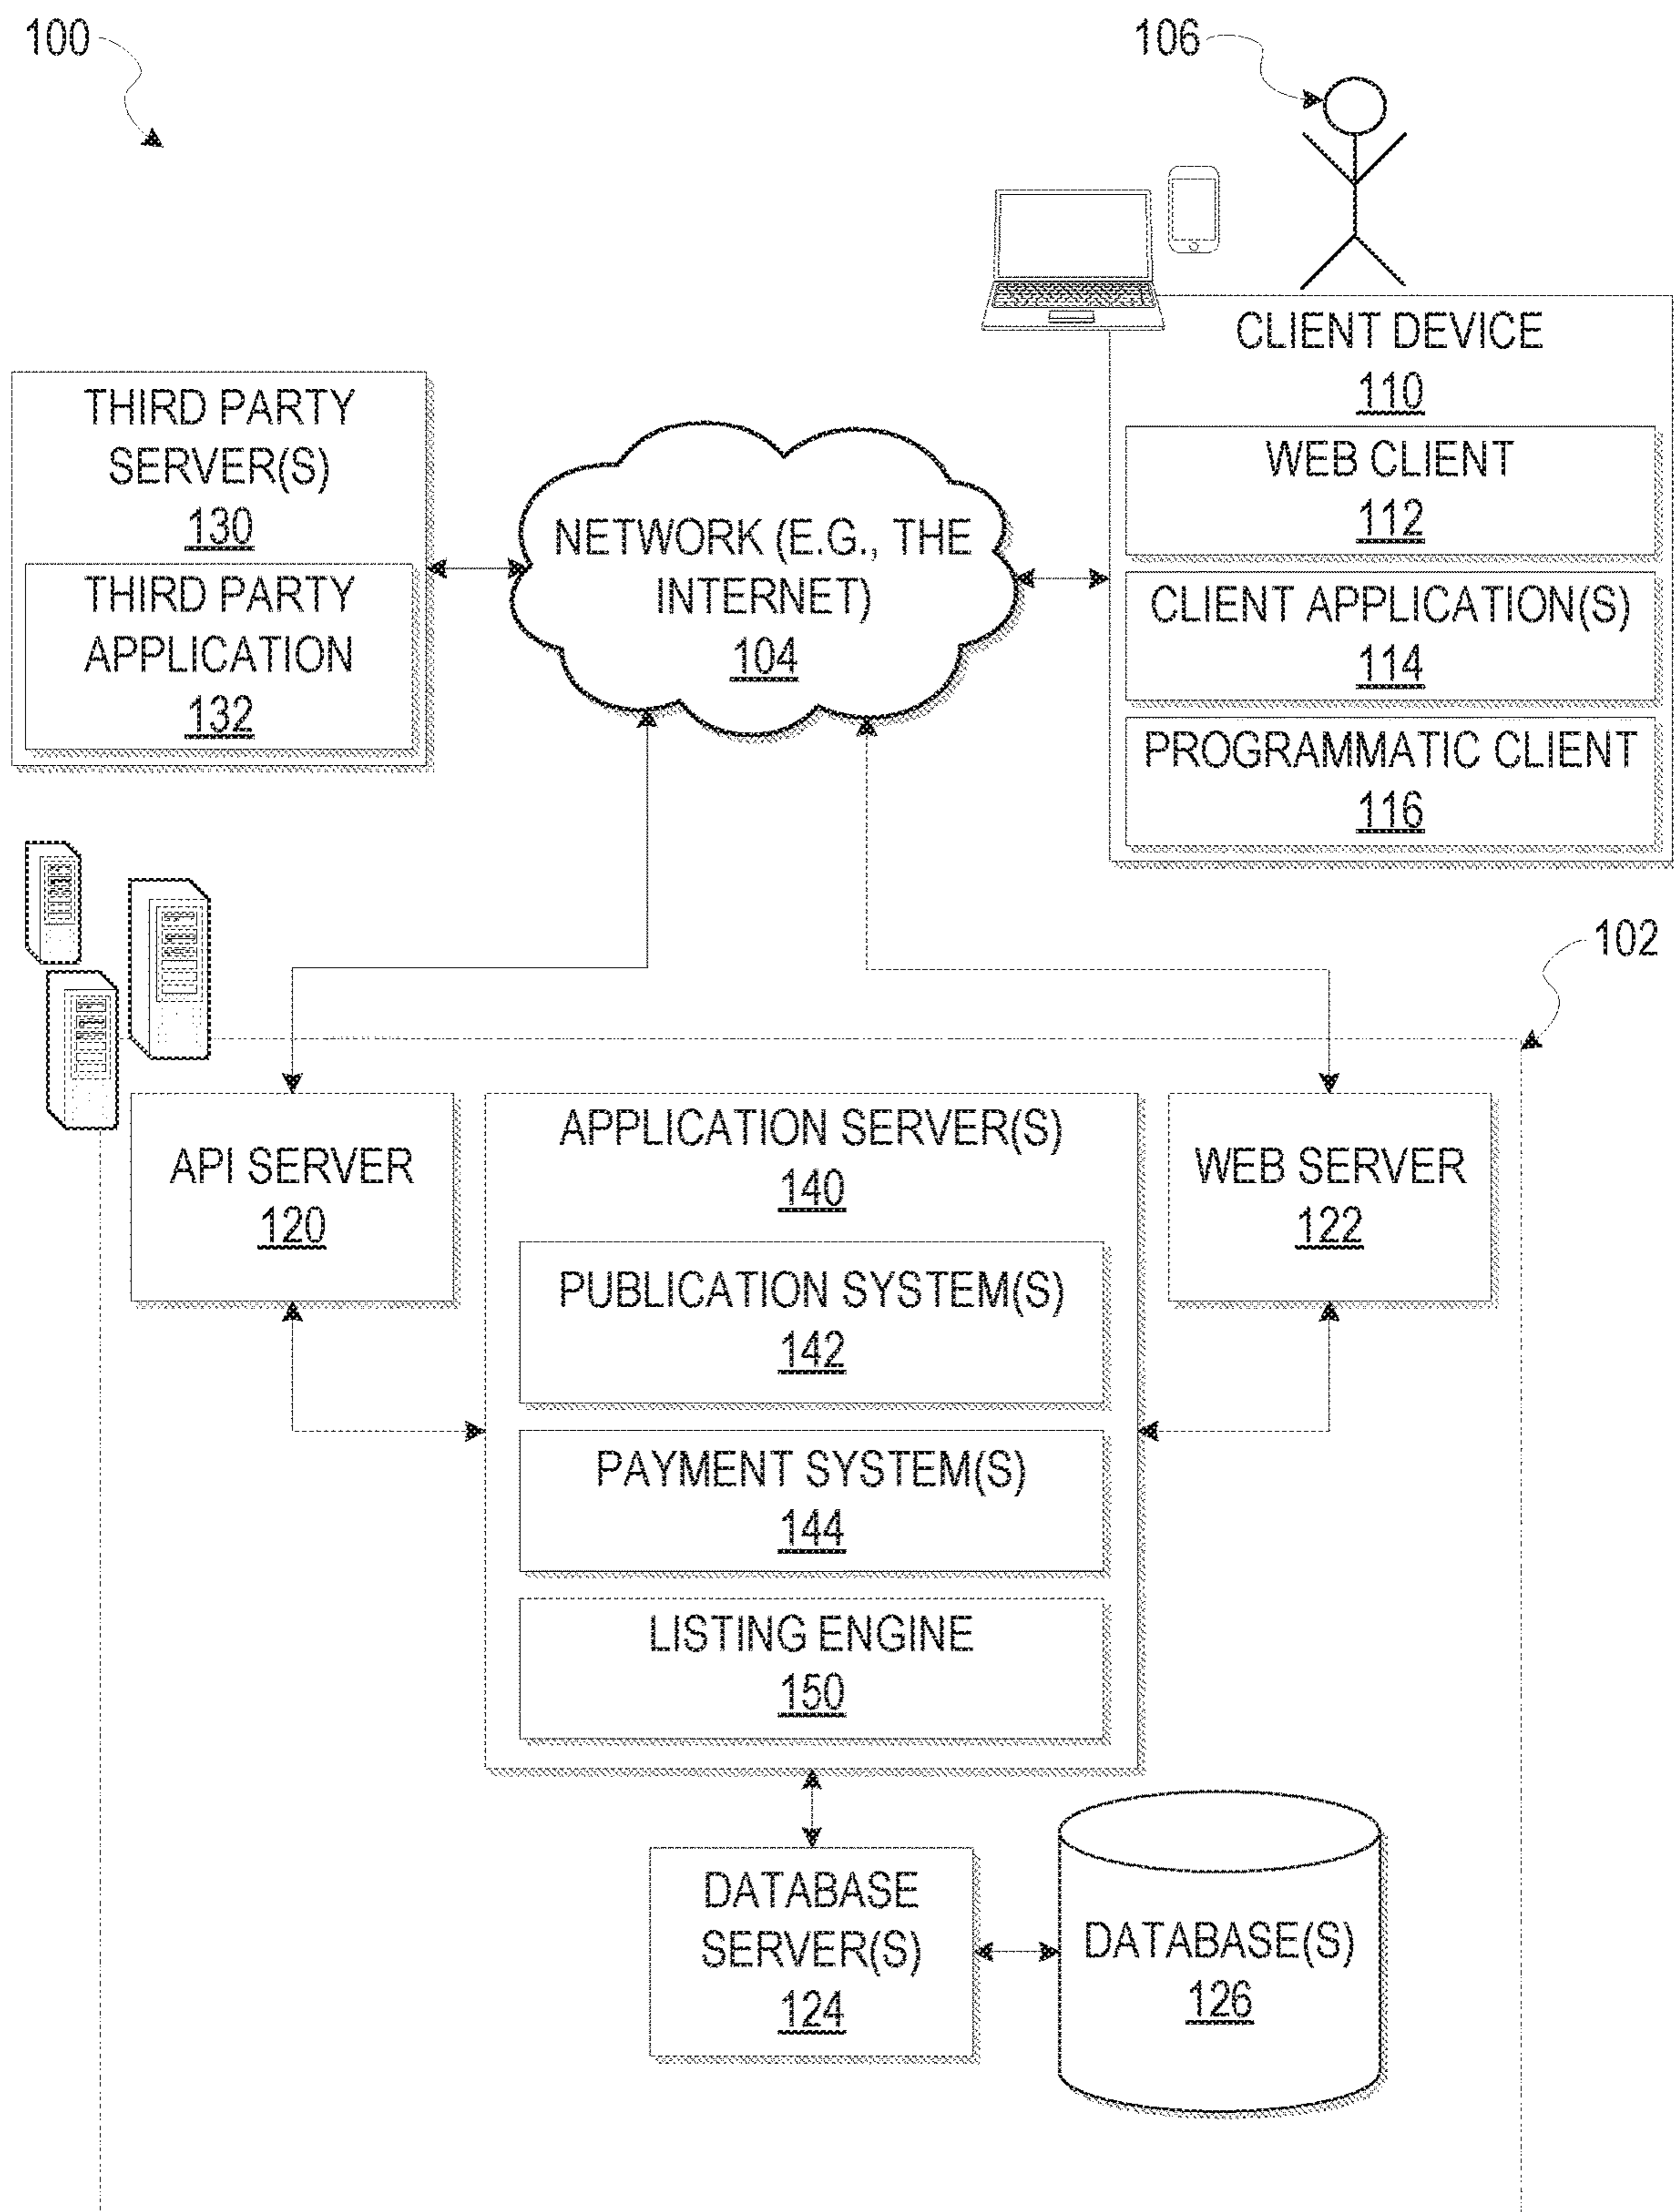 100
106
CLIENT DEVICE
110
WEB CLIENT
112
CLIENT APPLICATION(S)
114
PROGRAMMATIC CLIENT
116
THIRD PARTY
SERVER(S)
130
THIRD PARTY
APPLICATION
132
NETWORK (E.G., THE
INTERNET)
104
102
API SERVER
120
APPLICATION SERVER(S)
140
PUBLICATION SYSTEM(S)
142
PAYMENT SYSTEM(S)
144
LISTING ENGINE
150
WEB SERVER
122
DATABASE
SERVER(S)
124
DATABASE(S)
126